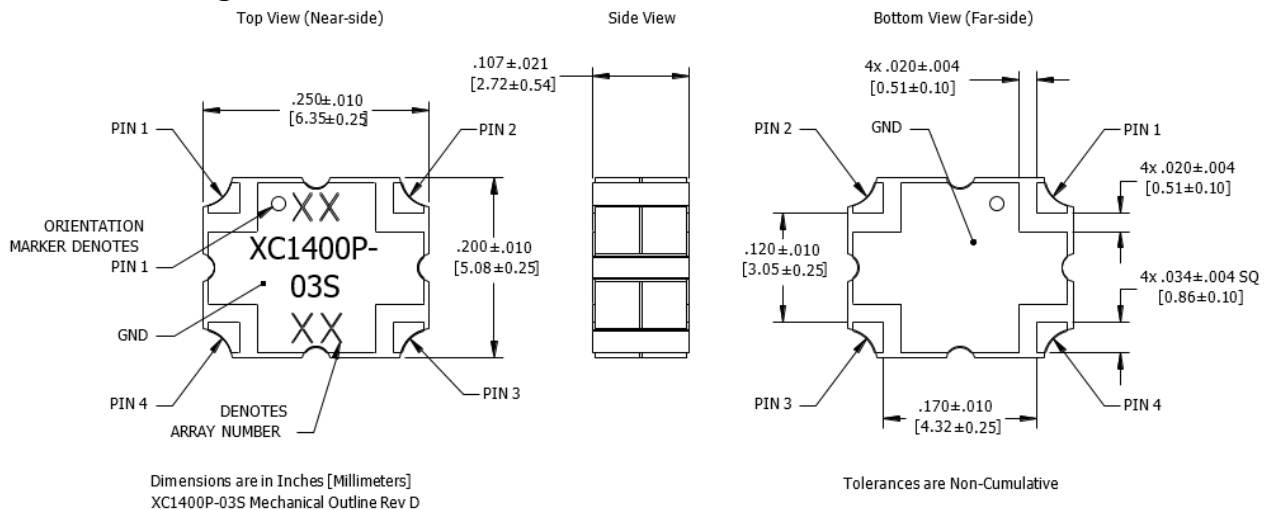 Top View (Near-side)
Side View
Bottom View (Far-side)
.250±.010
[6.35±0.25]
PIN 1
PIN 2
ORIENTATION
MARKER DENOTES
PIN 1
XX
XC1400P-
03S
XX
.200±.010
[5.08±0.25]
GND
PIN 4
PIN 3
DENOTES
ARRAY NUMBER
.107±.021
[2.72±0.54]
4x .020±.004
[0.51±0.10]
PIN 2
GND
PIN 1
4x .020±.004
[0.51±0.10]
.120±.010
[3.05±0.25]
4x .034±.004 SQ
[0.86±0.10]
PIN 3
PIN 4
.170±.010
[4.32±0.25]
Dimensions are in Inches [Millimeters]
XC1400P-03S Mechanical Outline Rev D
Tolerances are Non-Cumulative